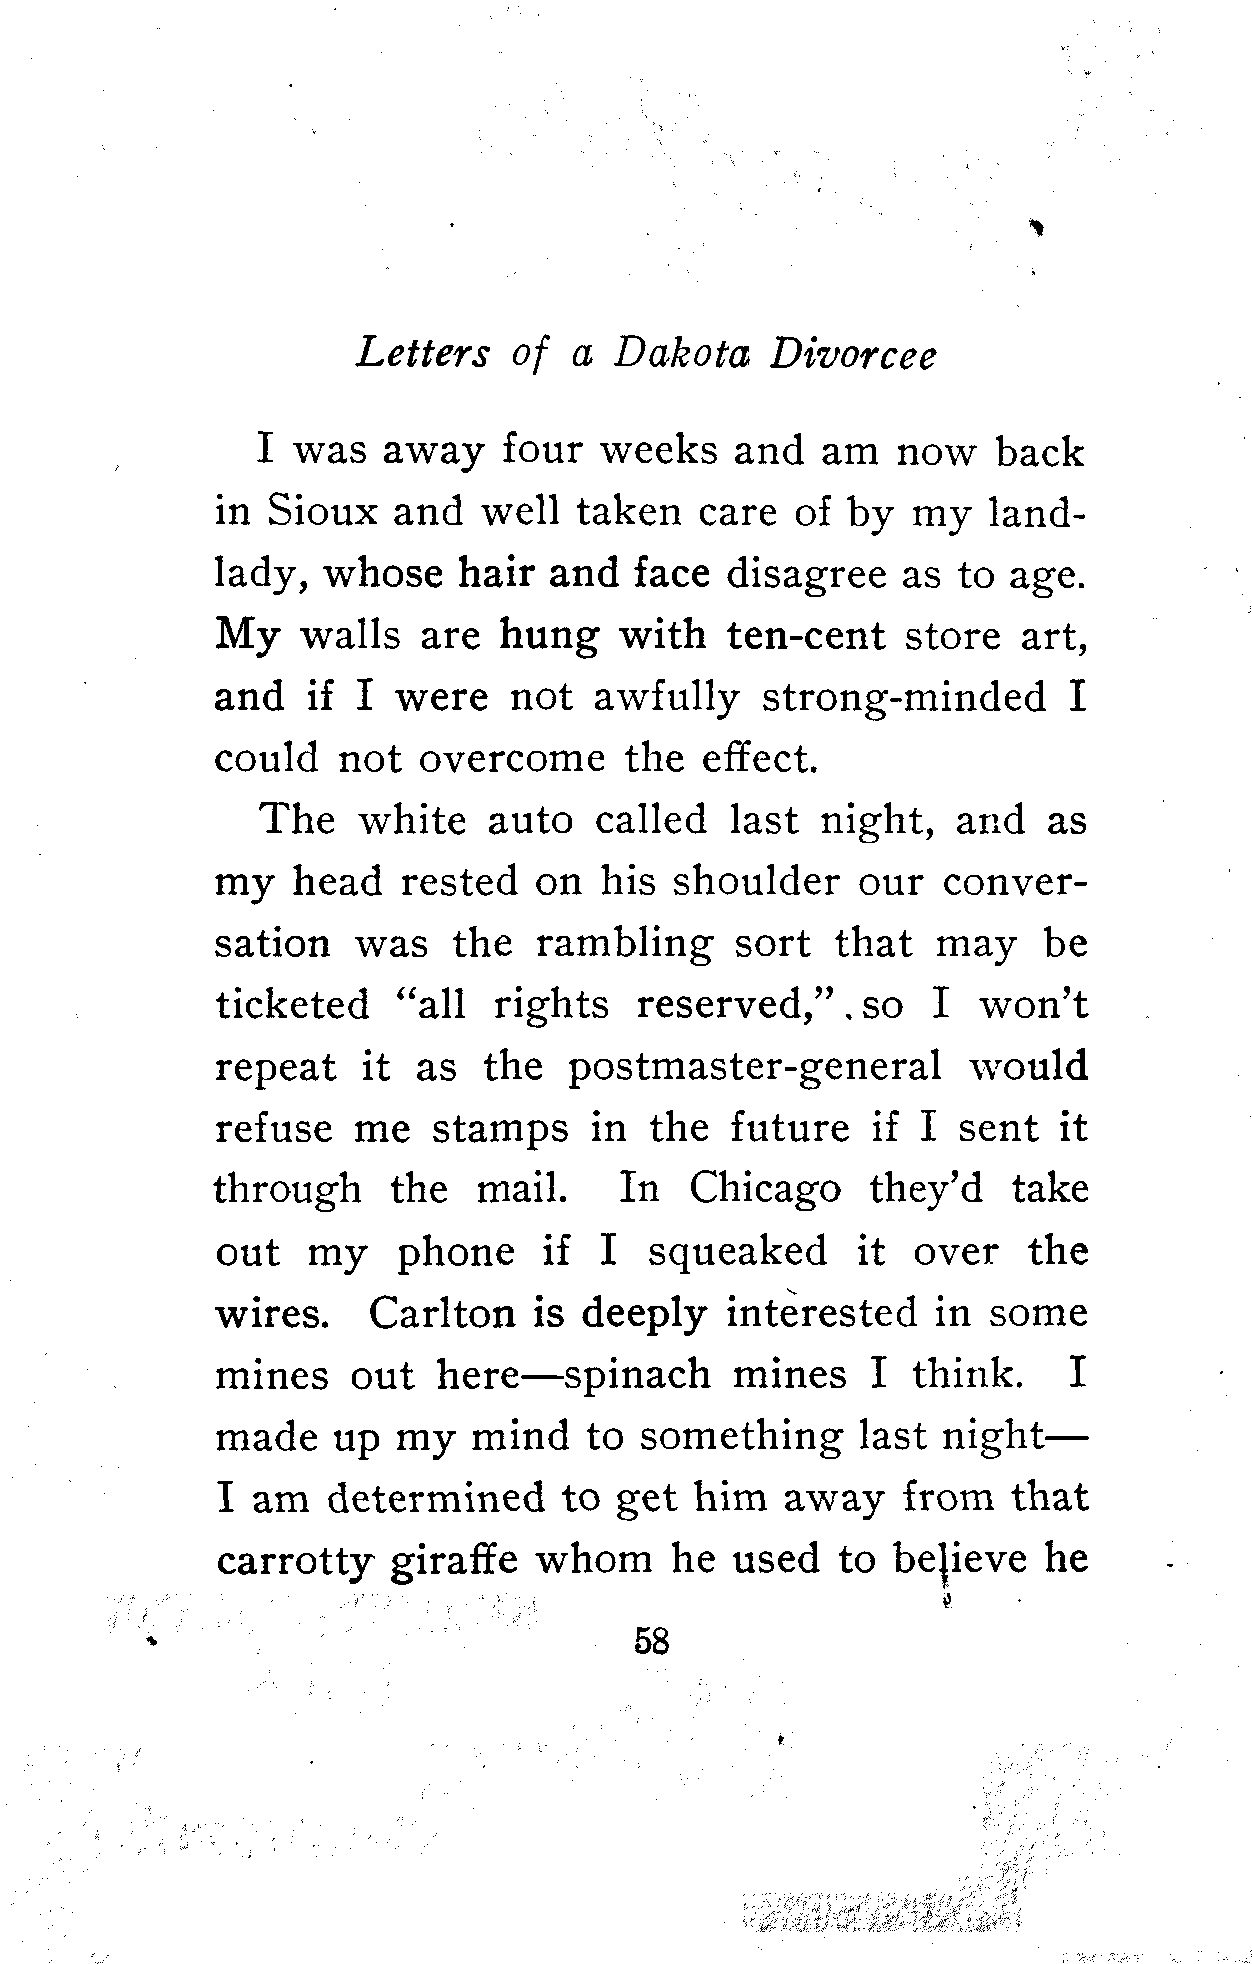 Letters of a Dakota Divorcee
I was away four weeks and am now back
in Sioux and well taken care of by my land-
lady, whose hair and face disagree as to age.
My walls are hung with ten-cent store art,
and if I were not awfully strong-minded I
could not overcome the effect.
The white auto called last night, and as
my head rested on his shoulder our conver-
sation was the rambling sort that may be
ticketed “all rights reserved,” so I won’t
repeat it as the postmaster-general would
refuse me stamps in the future if I sent it
through the mail. In Chicago they’d take
out my phone if I squeaked it over the
wires. Carlton is deeply interested in some
mines out here—spinach mines I think. I
made up my mind to something last night—
I am determined to get him away from that
carrotty giraffe whom he used to believe he
58